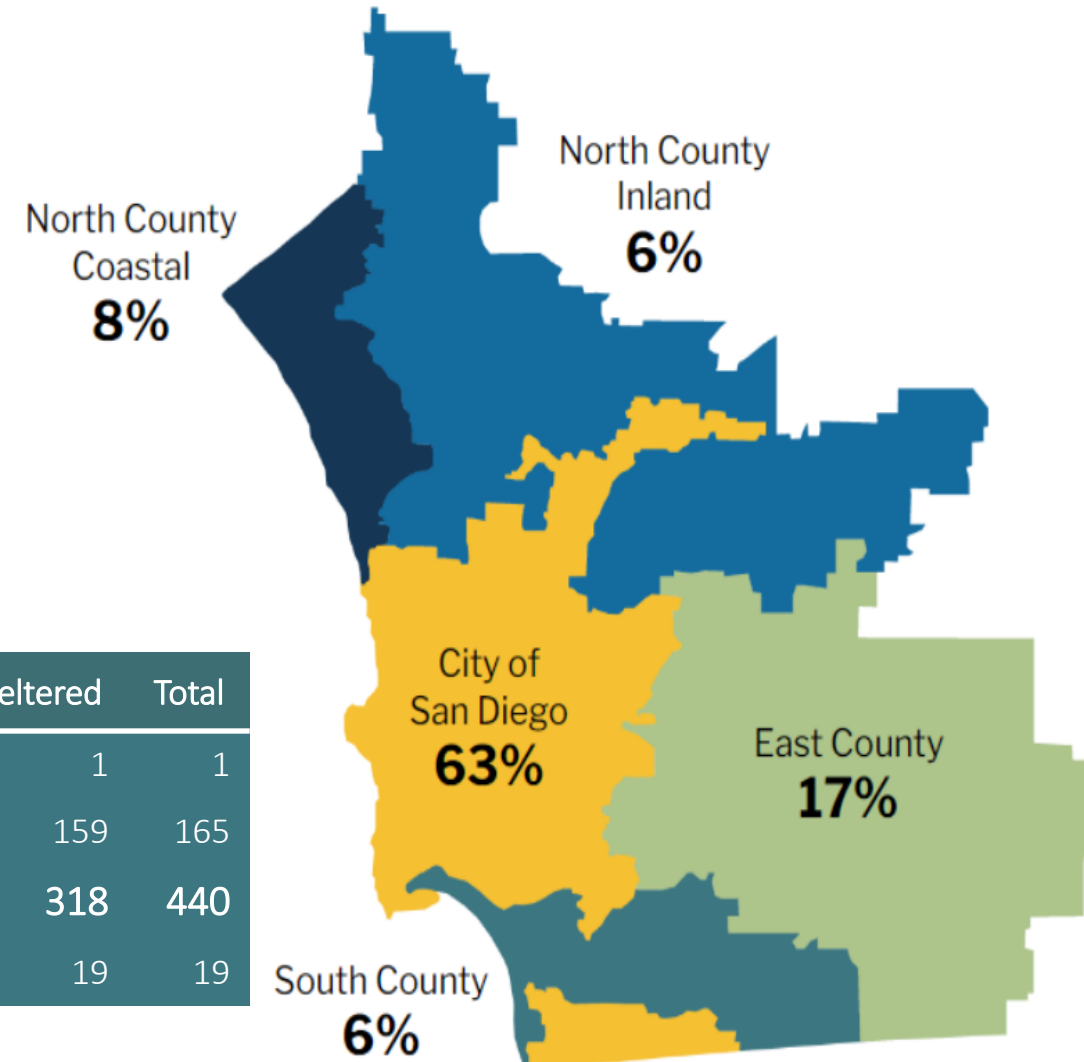 North County
Inland
6%
North County
Coastal
8%
City of
San Diego
63%
East County
17%
eltered Total
1 1
159 165
318 440
19 19
South County
6%